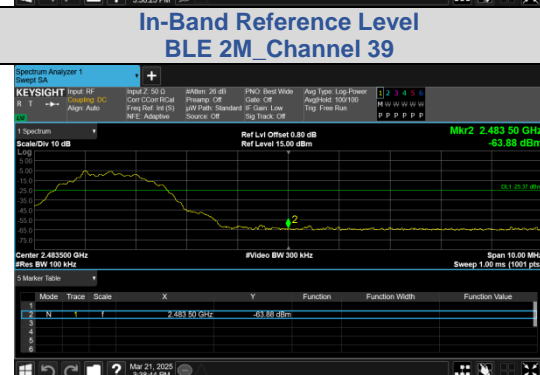 In-Band Reference Level
BLE 2M_Channel 39
Spectrum Analyzer 1
Swept SA
+
KEYSIGHT Input: RF Input Z: 50 Ω #Atten: 26 dB PNO: Best Wide Avg Type: Log-Power 1 2 3 4 5 6
R T Coupling: DC Corr CCorr RCal Preamp: Off Gate: Off Avg|Hold: 100/100 M W W W W W
Align: Auto Freq Ref: Int (S) µW Path: Standard IF Gain: Low Trig: Free Run
NFE: Adaptive Source: Off Sig Track: Off P P P P P P
1 Spectrum Ref Lvl Offset 0.80 dB Mkr2 2.483 50 GHz
Scale/Div 10 dB Ref Level 15.00 dBm -63.88 dBm
Log
5.00
-5.00
-15.0
-25.0
-35.0
-45.0
-55.0
-65.0
-75.0
2
Center 2.483500 GHz #Video BW 300 kHz Span 10.00 MHz
#Res BW 100 kHz Sweep 1.00 ms (1001 pts)
5 Marker Table
Mode Trace Scale X Y Function Function Width Function Value
1
2 N 1 f 2.483 50 GHz -63.88 dBm
3
4
5
6
? Mar 21, 2025